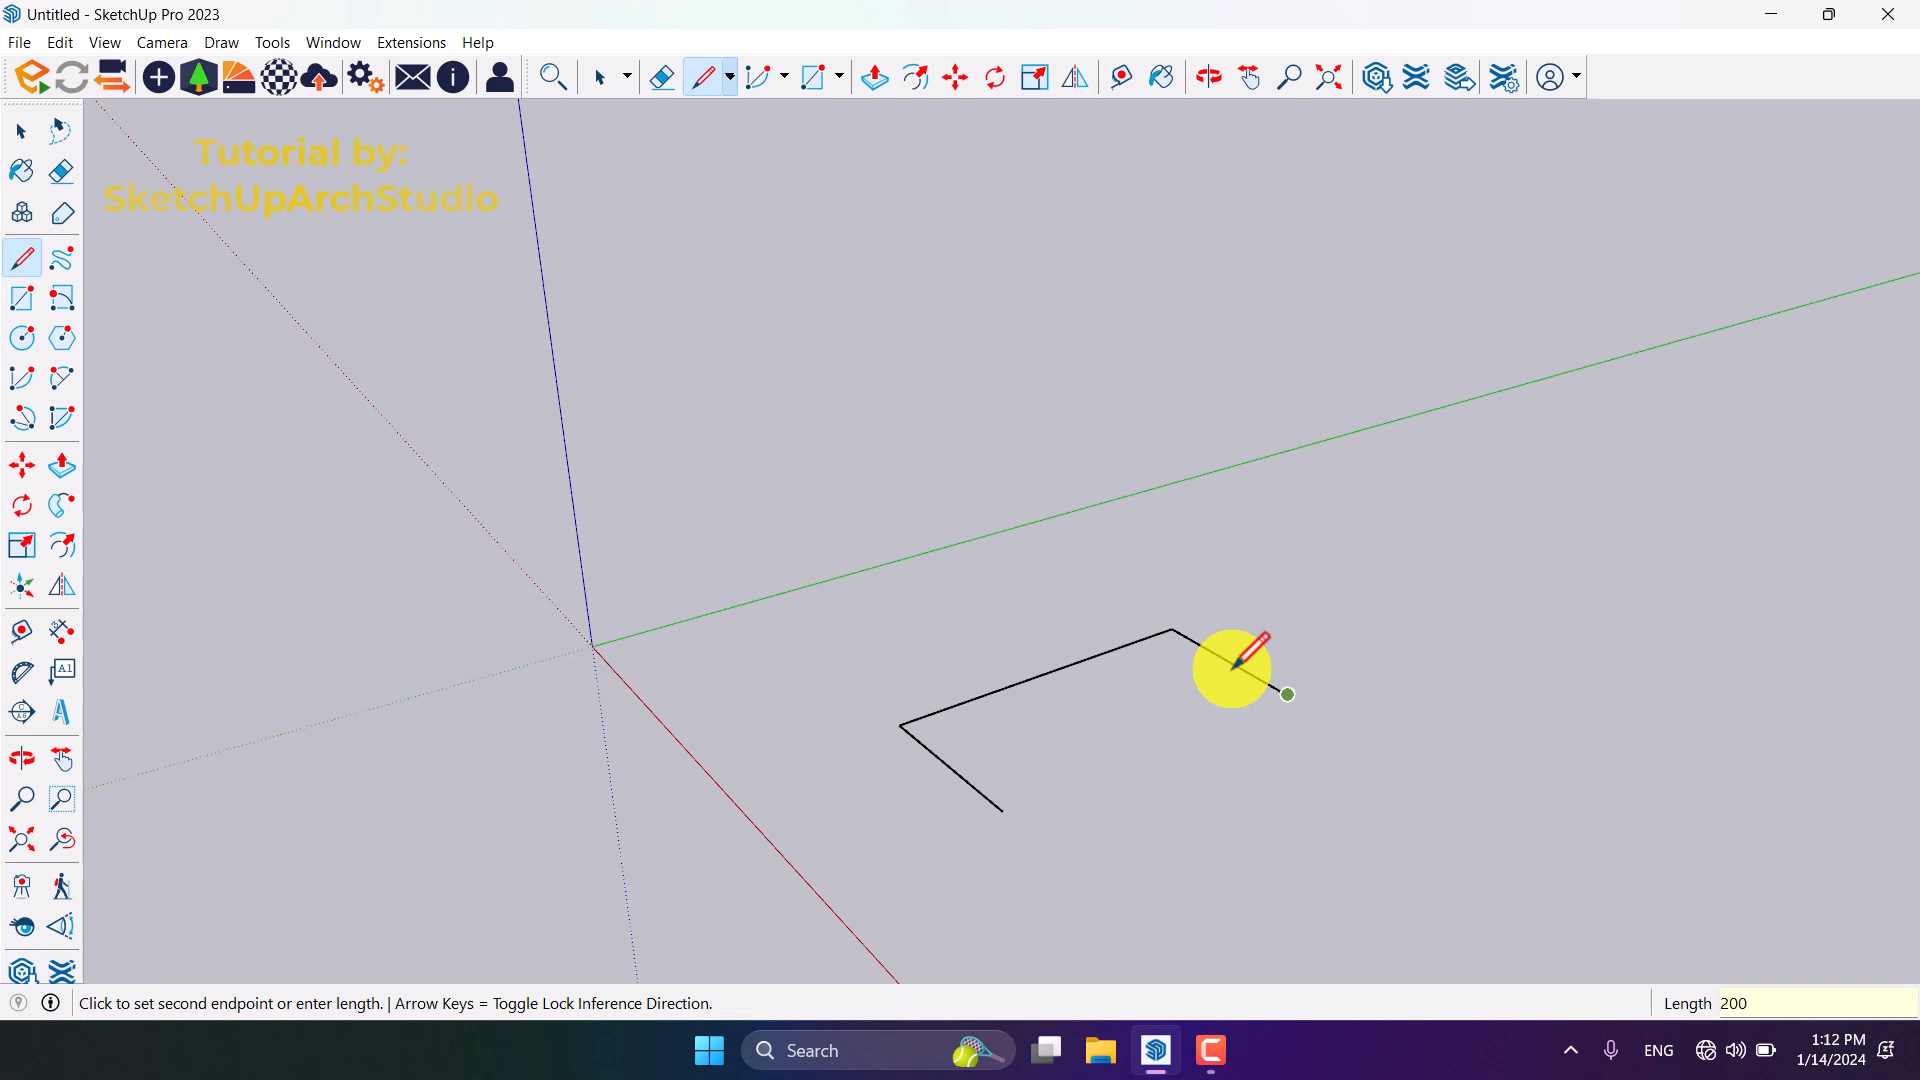 Untitled - SketchUp Pro 2023
File Edit View Camera Draw Tools Window Extensions Help
Tutorial by:
SketchUpArchStudio
A1
Click to set second endpoint or enter length. | Arrow Keys = Toggle Lock Inference Direction.
Length 200
Search
ENG
1:12 PM
1/14/2024